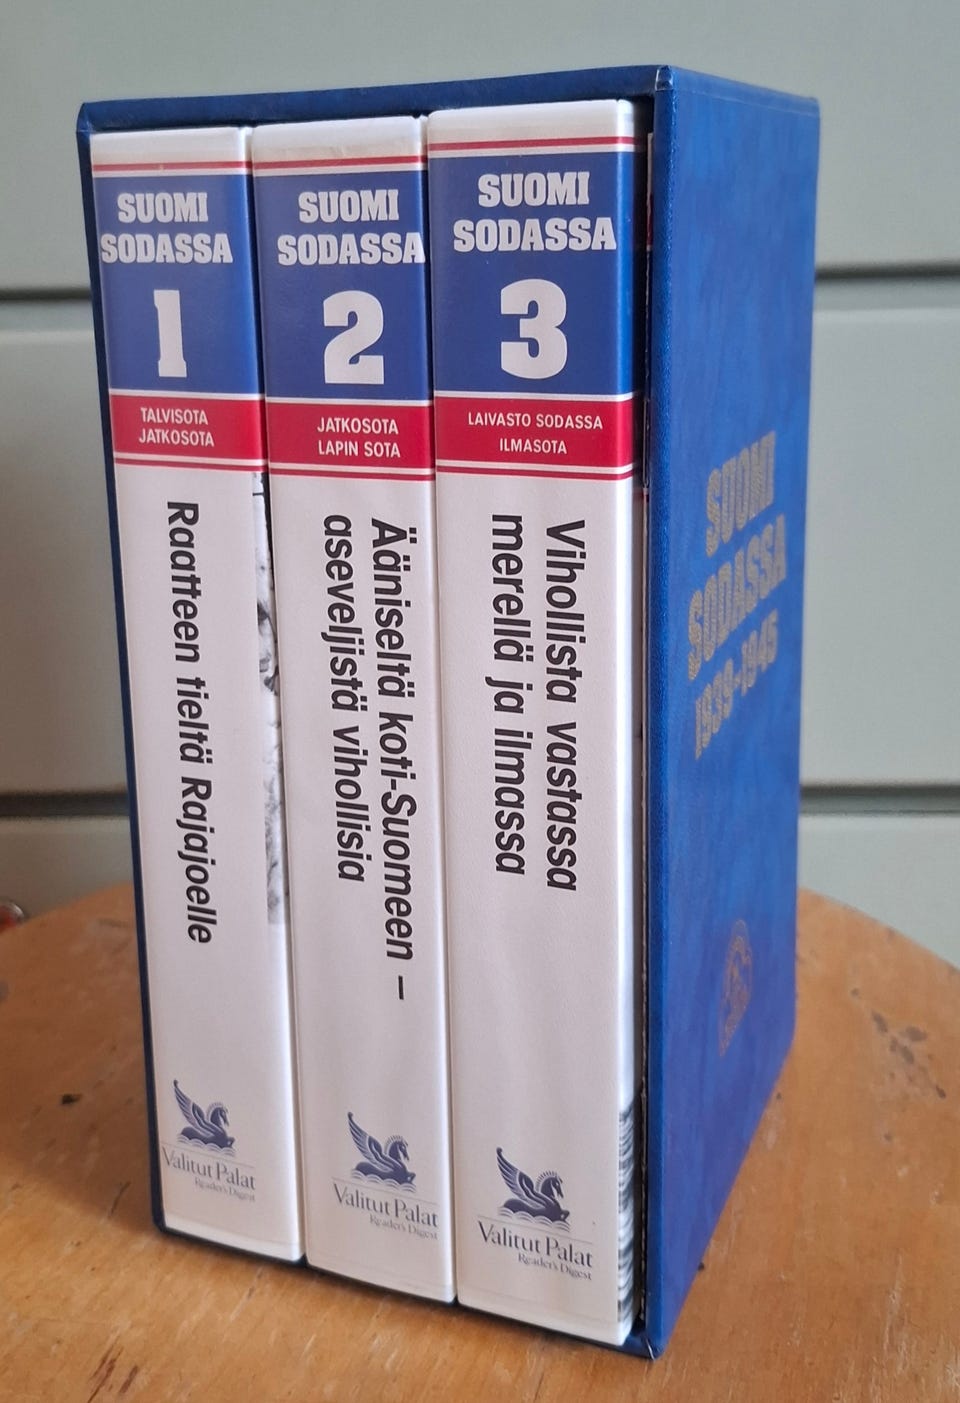 SUOMI
SODASSA
1
TALVISOTA
JATKOSOTA
Raatteen tieltä Rajajoelle
Valitut Palat
Reader's Digest
SUOMI
SODASSA
2
JATKOSOTA
LAPIN SOTA
Ääniseltä koti-Suomeen –
aseveljistä vihollisia
Valitut Palat
Reader's Digest
SUOMI
SODASSA
3
LAIVASTO SODASSA
ILMASOTA
Vihollista vastassa
merellä ja ilmassa
Valitut Palat
Reader's Digest
SUOMI
SODASSA
1939-1945